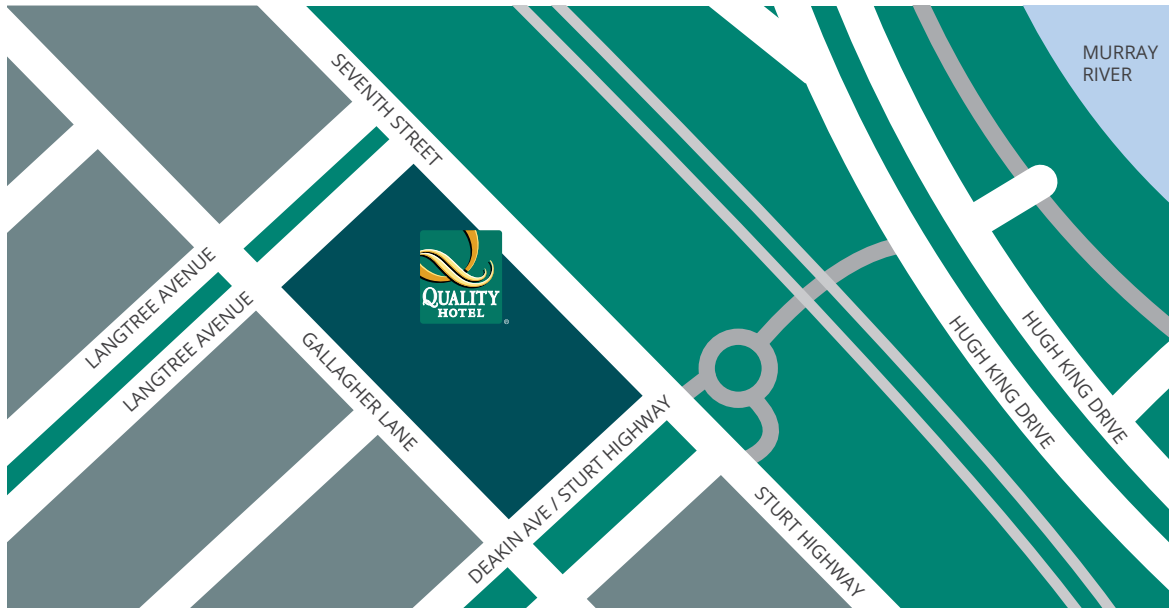 MURRAY
RIVER
SEVENTH STREET
LANGTREE AVENUE
LANGTREE AVENUE
QUALITY
HOTEL
®
GALLAGHER LANE
HUGH KING DRIVE
HUGH KING DRIVE
DEAKIN AVE / STURT HIGHWAY
STURT HIGHWAY